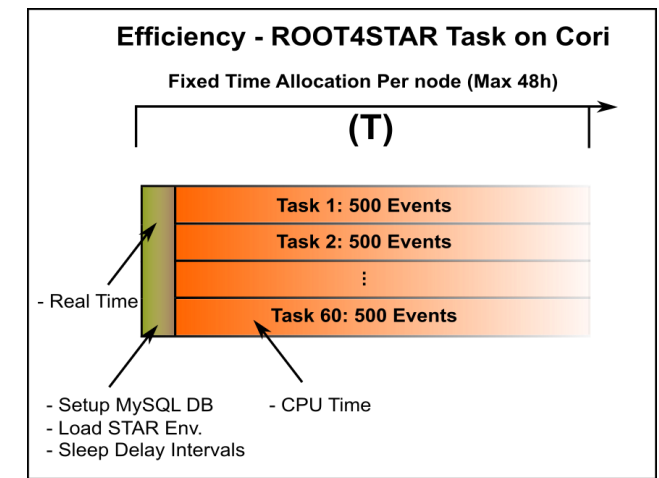 Efficiency - ROOT4STAR Task on Cori
Fixed Time Allocation Per node (Max 48h)
(T)
Task 1: 500 Events
Task 2: 500 Events
⋮
Task 60: 500 Events
- Real Time
- Setup MySQL DB
- Load STAR Env.
- Sleep Delay Intervals
- CPU Time